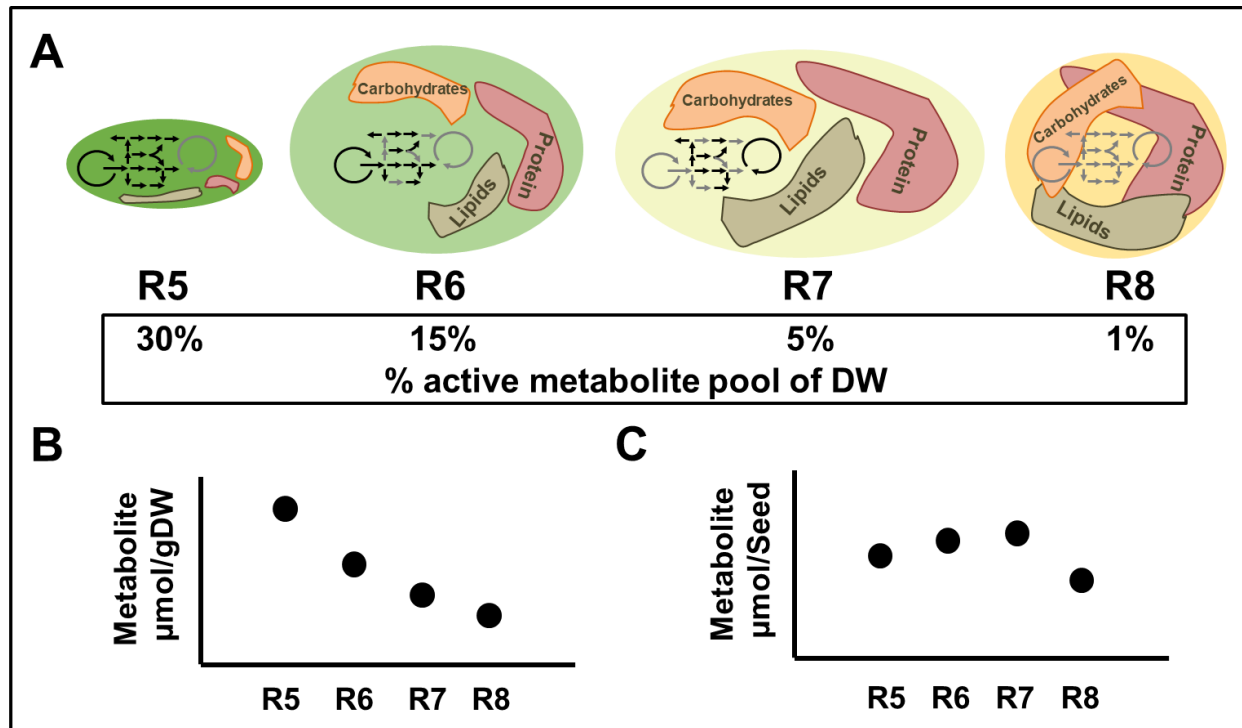 A
Carbohydrates
Lipids
Protein
Carbohydrates
Lipids
Protein
Carbohydrates
Lipids
Protein
R5 R6 R7 R8
30% 15% 5% 1%
% active metabolite pool of DW
B
Metabolite
µmol/gDW
R5 R6 R7 R8
C
Metabolite
µmol/Seed
R5 R6 R7 R8